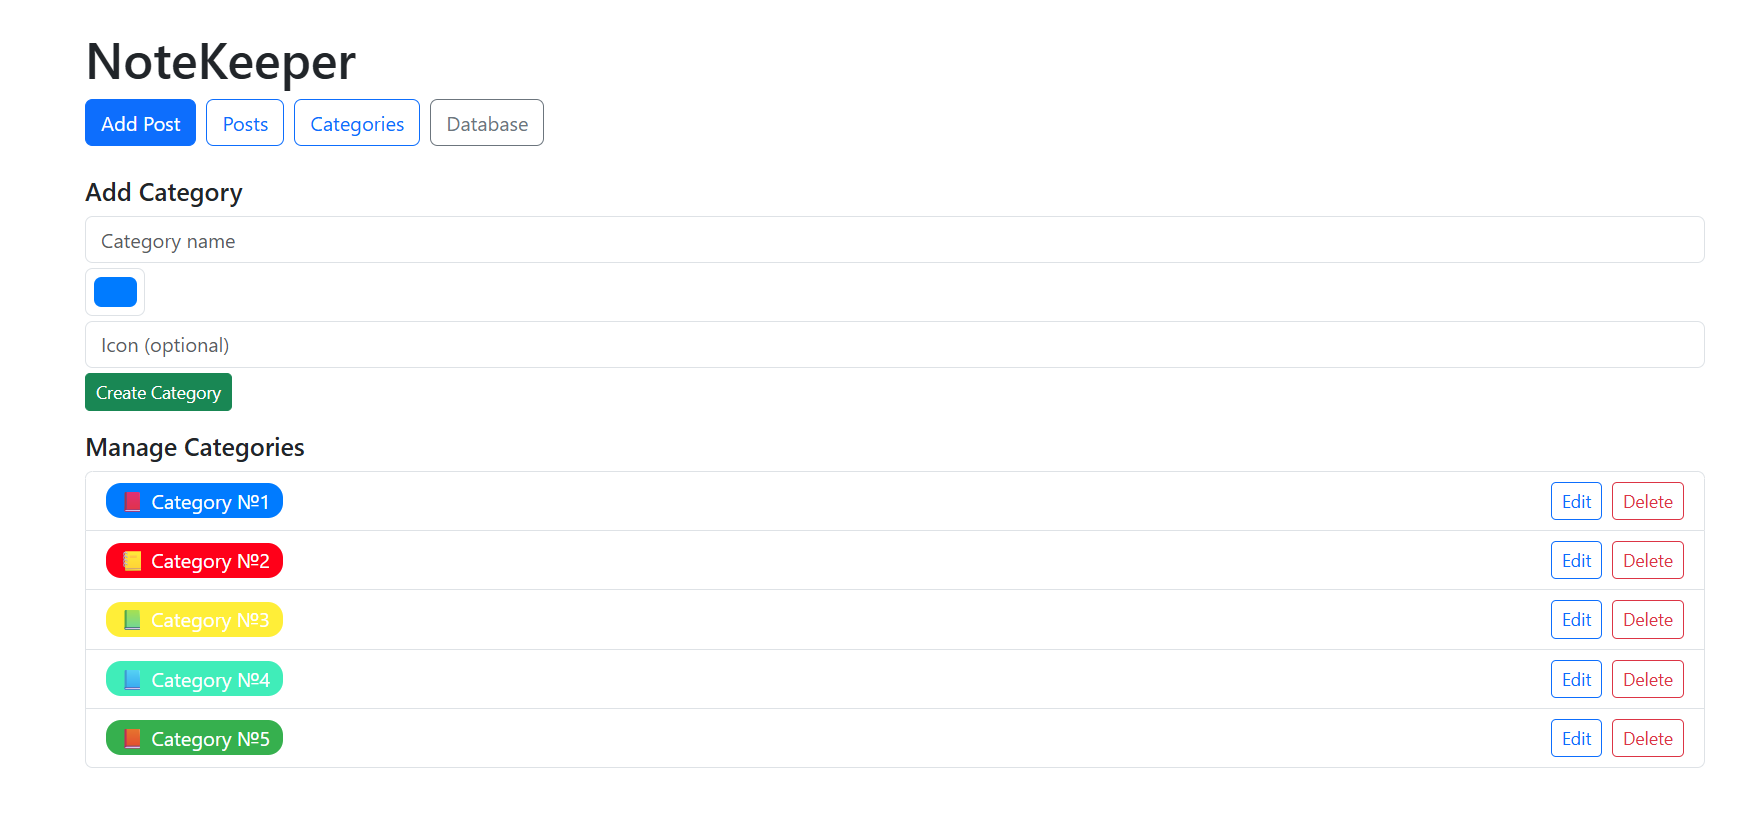 NoteKeeper
Add Post Posts Categories Database
Add Category
Category name
Icon (optional)
Create Category
Manage Categories
Category №1 Edit Delete
Category №2 Edit Delete
Category №3 Edit Delete
Category №4 Edit Delete
Category №5 Edit Delete